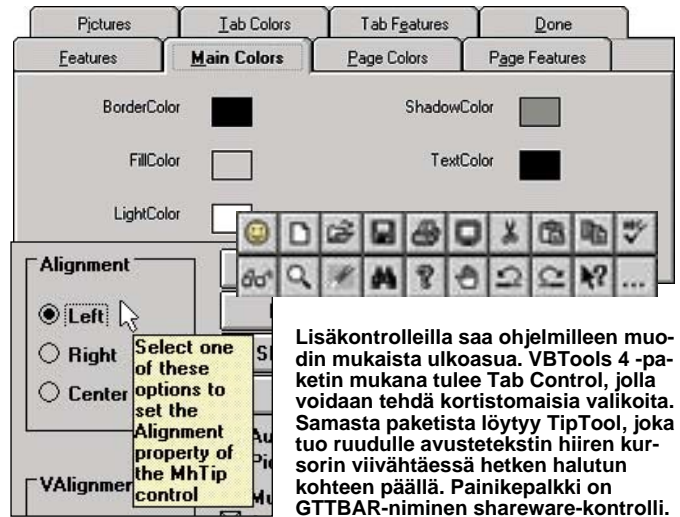 Pictures Tab Colors Tab Features Done
Features Main Colors Page Colors Page Features
BorderColor ShadowColor
FillColor TextColor
LightColor
Alignment
Left
Right
Center
Select one
of these
options to
set the
Alignment
property of
the MhTip
control
Lisäkontrolleilla saa ohjelmilleen muo-
din mukaista ulkoasua. VBTools 4 -pa-
ketin mukana tulee Tab Control, jolla
voidaan tehdä kortistomaisia valikoita.
Samasta paketista löytyy TipTool, joka
tuo ruudulle avustetekstin hiiren kur-
sorin viivähtäessä hetken halutun
kohteen päällä. Painikepalkki on
GTTBAR-niminen shareware-kontrolli.